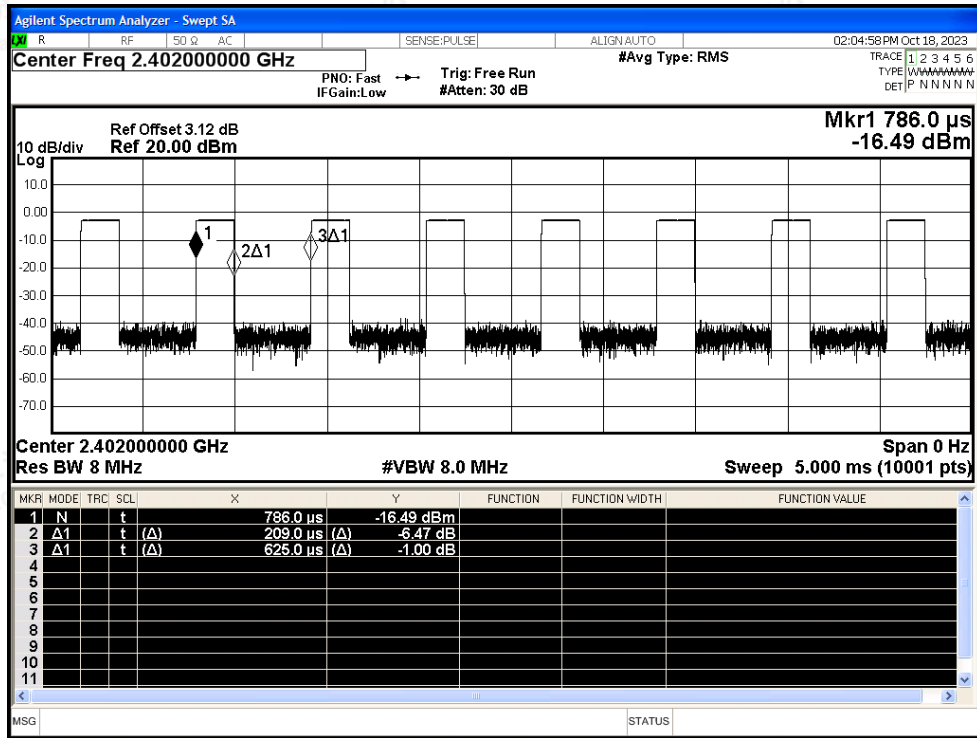 Agilent Spectrum Analyzer - Swept SA
LXI R RF 50 Ω AC SENSE:PULSE ALIGN AUTO 02:04:58 PM Oct 18, 2023
Center Freq 2.402000000 GHz
PNO: Fast
IFGain:Low
Trig: Free Run
#Atten: 30 dB
#Avg Type: RMS
TRACE 1 2 3 4 5 6
TYPE
DET P N N N N N
Mkr1 786.0 µs
-16.49 dBm
Ref Offset 3.12 dB
10 dB/div Ref 20.00 dBm
Log
10.0
0.00
-10.0
-20.0
-30.0
-40.0
-50.0
-60.0
-70.0
1
2Δ1
3Δ1
Center 2.402000000 GHz Span 0 Hz
Res BW 8 MHz #VBW 8.0 MHz Sweep 5.000 ms (10001 pts)
MKR MODE TRC SCL X Y FUNCTION FUNCTION WIDTH FUNCTION VALUE
1 N t 786.0 µs -16.49 dBm
2 Δ1 t (Δ) 209.0 µs (Δ) -6.47 dB
3 Δ1 t (Δ) 625.0 µs (Δ) -1.00 dB
4
5
6
7
8
9
10
11
MSG STATUS